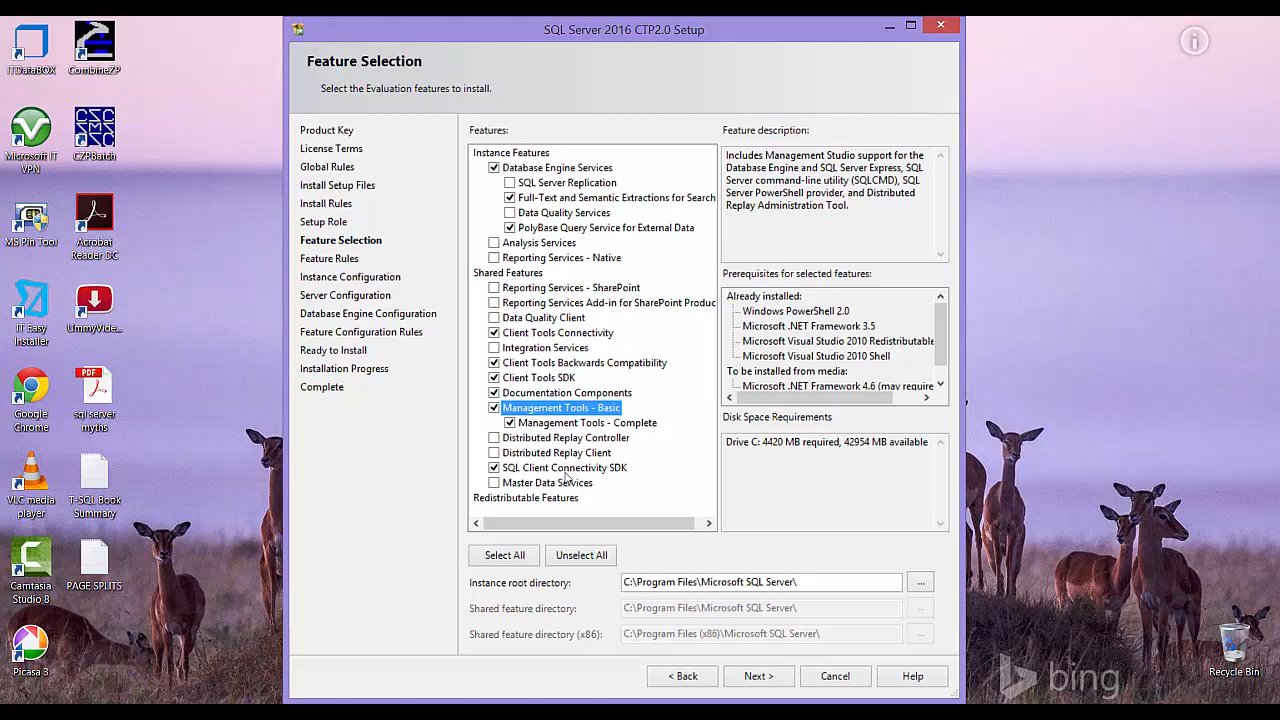 SQL Server 2016 CTP2.0 Setup
Feature Selection
Select the Evaluation features to install.
Product Key
License Terms
Global Rules
Install Setup Files
Install Rules
Setup Role
Feature Selection
Feature Rules
Instance Configuration
Server Configuration
Database Engine Configuration
Feature Configuration Rules
Ready to Install
Installation Progress
Complete
Features:
Instance Features
Database Engine Services
SQL Server Replication
Full-Text and Semantic Extractions for Search
Data Quality Services
PolyBase Query Service for External Data
Analysis Services
Reporting Services - Native
Shared Features
Reporting Services - SharePoint
Reporting Services Add-in for SharePoint Produc
Data Quality Client
Client Tools Connectivity
Integration Services
Client Tools Backwards Compatibility
Client Tools SDK
Documentation Components
Management Tools - Basic
Management Tools - Complete
Distributed Replay Controller
Distributed Replay Client
SQL Client Connectivity SDK
Master Data Services
Redistributable Features
Feature description:
Includes Management Studio support for the
Database Engine and SQL Server Express, SQL
Server command-line utility (SQLCMD), SQL
Server PowerShell provider, and Distributed
Replay Administration Tool.
Prerequisites for selected features:
Already installed:
Windows PowerShell 2.0
Microsoft .NET Framework 3.5
Microsoft Visual Studio 2010 Redistributable
Microsoft Visual Studio 2010 Shell
To be installed from media:
Microsoft .NET Framework 4.6 (may require
Disk Space Requirements
Drive C: 4420 MB required, 42954 MB available
Select All
Unselect All
Instance root directory:
C:\Program Files\Microsoft SQL Server\
...
Shared feature directory:
C:\Program Files\Microsoft SQL Server\
...
Shared feature directory (x86):
C:\Program Files (x86)\Microsoft SQL Server\
...
< Back
Next >
Cancel
Help
ITDataBOX
CombineZP
Microsoft IT
VPN
CZC
CZPBatch
MS Pin Tool
Acrobat
Reader DC
IT Easy
Installer
UmmyVide...
Google
Chrome
PDF
sql server
myths
VLC media
player
T-SQL Book
Summary
Camtasia
Studio 8
PAGE SPLITS
Picasa 3
Recycle Bin
bing